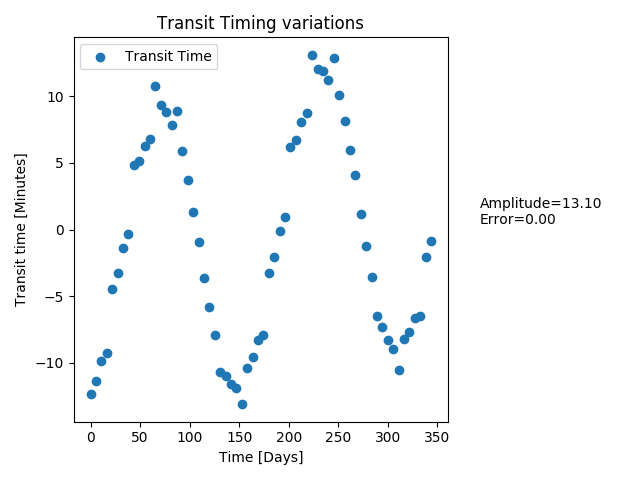 Transit Timing variations
Transit Time
10
5
0
−5
−10
Transit time [Minutes]
0 50 100 150 200 250 300 350
Time [Days]
Amplitude=13.10
Error=0.00